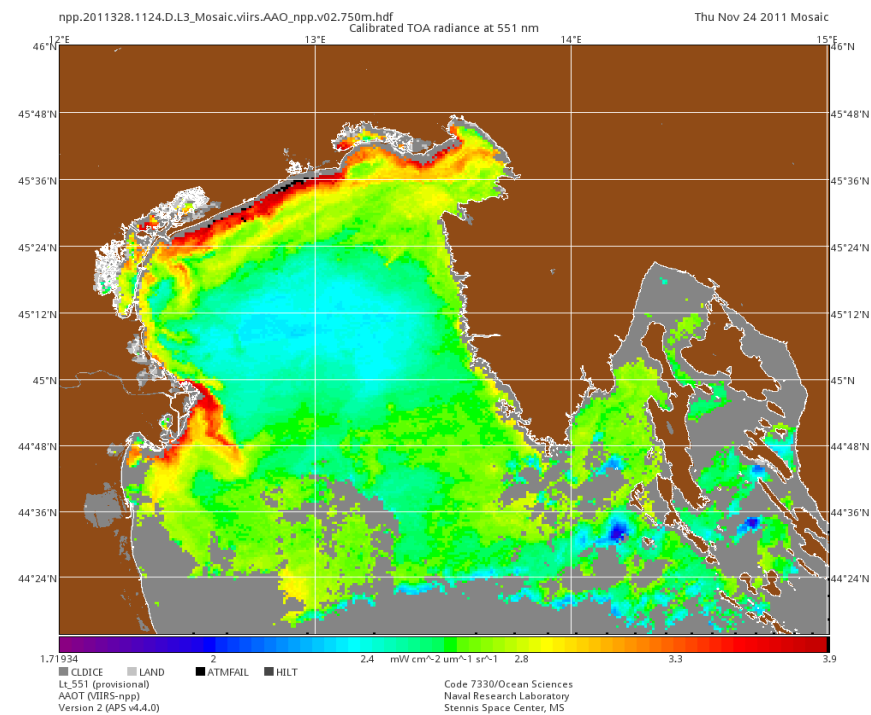 npp.2011328.1124.D.L3_Mosaic.viirs.AAO_npp.v02.750m.hdf Thu Nov 24 2011 Mosaic
Calibrated TOA radiance at 551 nm
12°E 13°E 14°E 15°E
46°N 46°N
45°48'N 45°48'N
45°36'N 45°36'N
45°24'N 45°24'N
45°12'N 45°12'N
45°N 45°N
44°48'N 44°48'N
44°36'N 44°36'N
44°24'N 44°24'N
1.71934 2 2.4 mW cm^-2 um^-1 sr^-1 2.8 3.3 3.9
CLDICE LAND ATMFAIL HILT
Lt_551 (provisional) Code 7330/Ocean Sciences
AAOT (VIIRS-npp) Naval Research Laboratory
Version 2 (APS v4.4.0) Stennis Space Center, MS